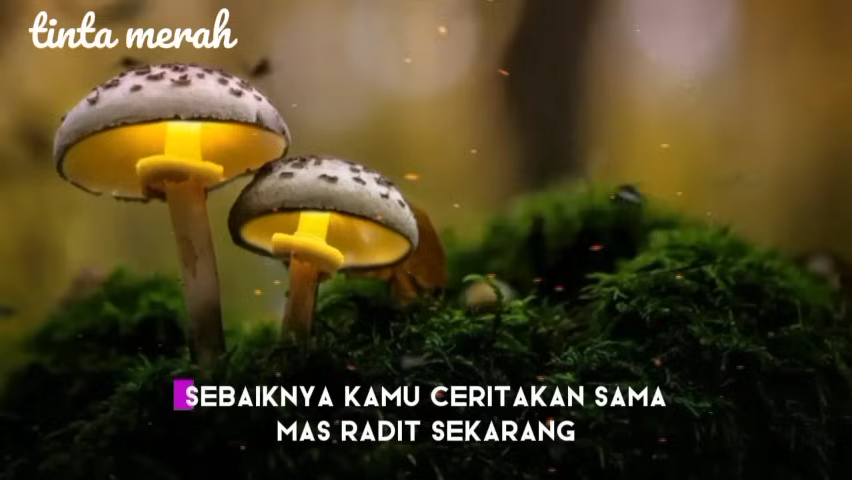 tinta merah
SEBAIKNYA KAMU CERITAKAN SAMA
MAS RADIT SEKARANG